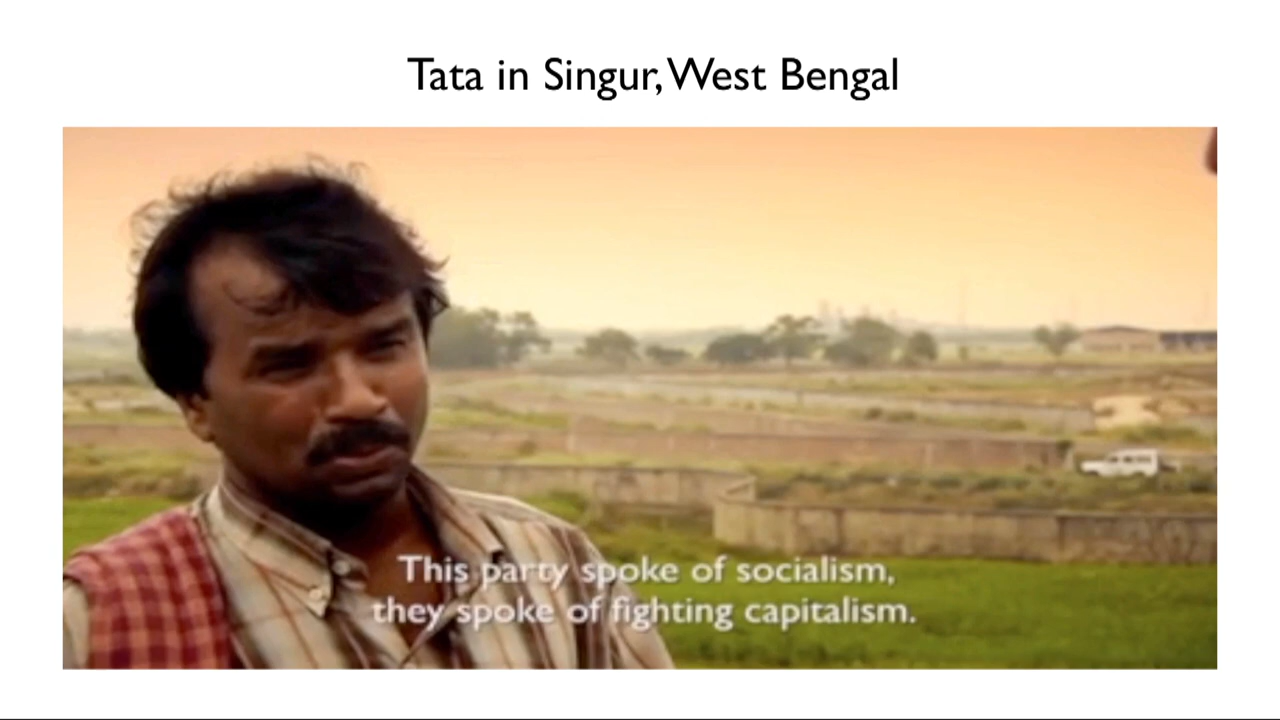 Tata in Singur, West Bengal
This party spoke of socialism,
they spoke of fighting capitalism.